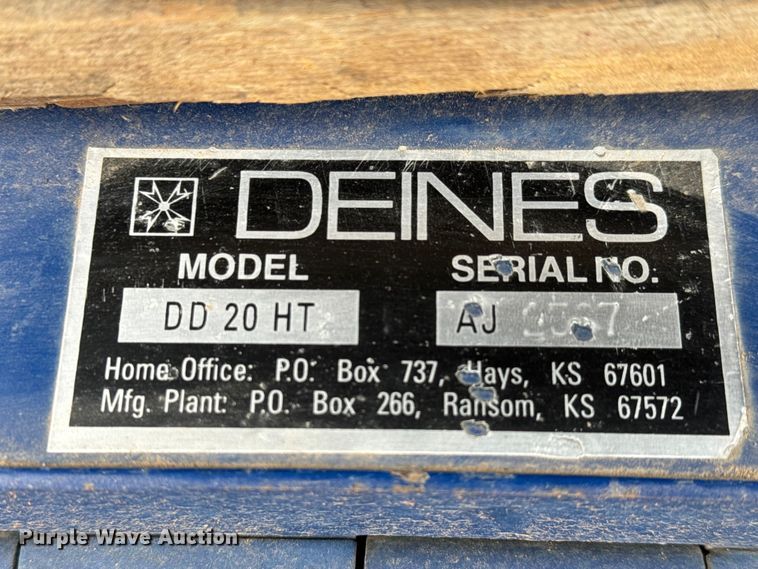 DEINES
MODEL SERIAL NO.
DD 20 HT AJ
Home Office: P.O. Box 737, Hays, KS 67601
Mfg. Plant: P.O. Box 266, Ransom, KS 67572
Purple Wave Auction